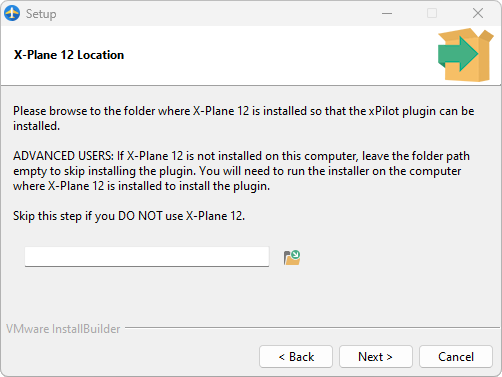 Setup
X-Plane 12 Location
Please browse to the folder where X-Plane 12 is installed so that the xPilot plugin can be
installed.
ADVANCED USERS: If X-Plane 12 is not installed on this computer, leave the folder path
empty to skip installing the plugin. You will need to run the installer on the computer
where X-Plane 12 is installed to install the plugin.
Skip this step if you DO NOT use X-Plane 12.
VMware InstallBuilder
< Back
Next >
Cancel